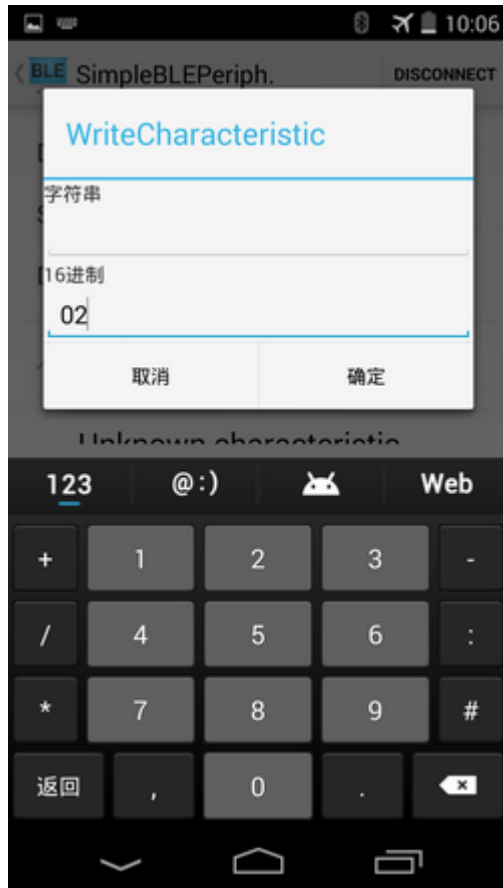 10:06
BLE SimpleBLEPeriph. DISCONNECT
WriteCharacteristic
字符串
16进制
02
取消 确定
Unknown characteristic
123 @:) Web
+ 1 2 3 -
/ 4 5 6 :
* 7 8 9 #
返回 , 0 .